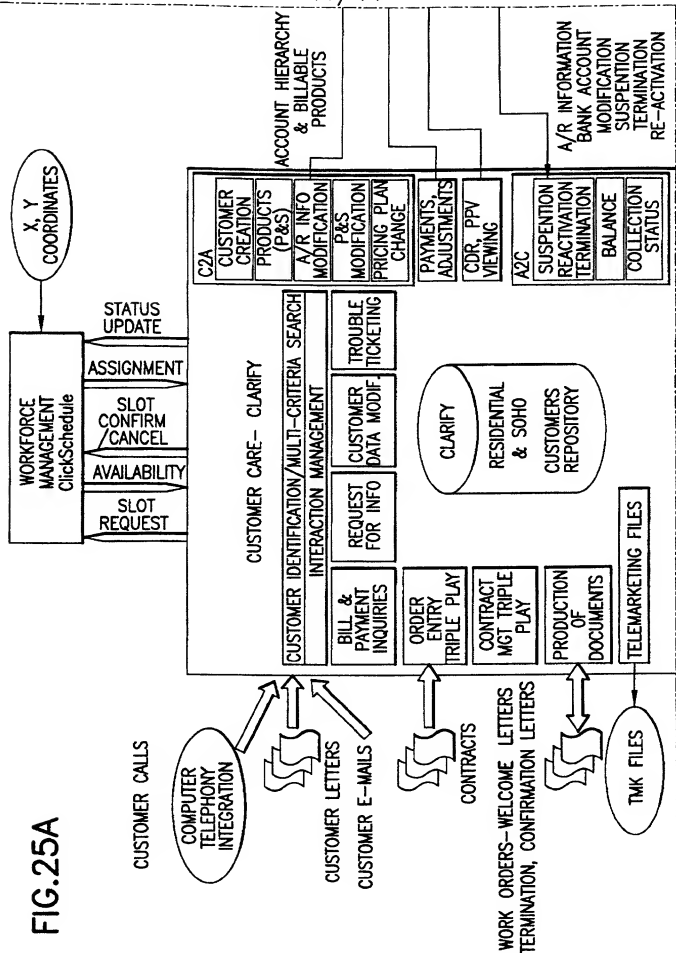 FIG.25A
X, Y
COORDINATES
WORKFORCE
MANAGEMENT
ClickSchedule
STATUS
UPDATE
ASSIGNMENT
SLOT
CONFIRM
/CANCEL
AVAILABILITY
SLOT
REQUEST
CUSTOMER CALLS
COMPUTER
TELEPHONY
INTEGRATION
CUSTOMER LETTERS
CUSTOMER E-MAILS
CONTRACTS
WORK ORDERS-WELCOME LETTERS
TERMINATION, CONFIRMATION LETTERS
TMK FILES
CUSTOMER CARE- CLARIFY
CUSTOMER IDENTIFICATION/MULTI-CRITERIA SEARCH
INTERACTION MANAGEMENT
BILL &
PAYMENT
INQUIRIES
REQUEST
FOR INFO
CUSTOMER
DATA MODIF.
TROUBLE
TICKETING
ORDER
ENTRY
TRIPLE PLAY
CONTRACT
MGT TRIPLE
PLAY
PRODUCTION
OF
DOCUMENTS
TELEMARKETING FILES
CLARIFY
RESIDENTIAL
& SOHO
CUSTOMERS
REPOSITORY
C2A
CUSTOMER
CREATION
PRODUCTS
(P&S)
A/R INFO
MODIFICATION
P&S
MODIFICATION
PRICING PLAN
CHANGE
PAYMENTS,
ADJUSTMENTS
CDR, PPV
VIEWING
A2C
SUSPENTION
REACTIVATION
TERMINATION
BALANCE
COLLECTION
STATUS
ACCOUNT HIERARCHY
& BILLABLE
PRODUCTS
A/R INFORMATION
BANK ACCOUNT
MODIFICATION
SUSPENTION
TERMINATION
RE-ACTIVATION